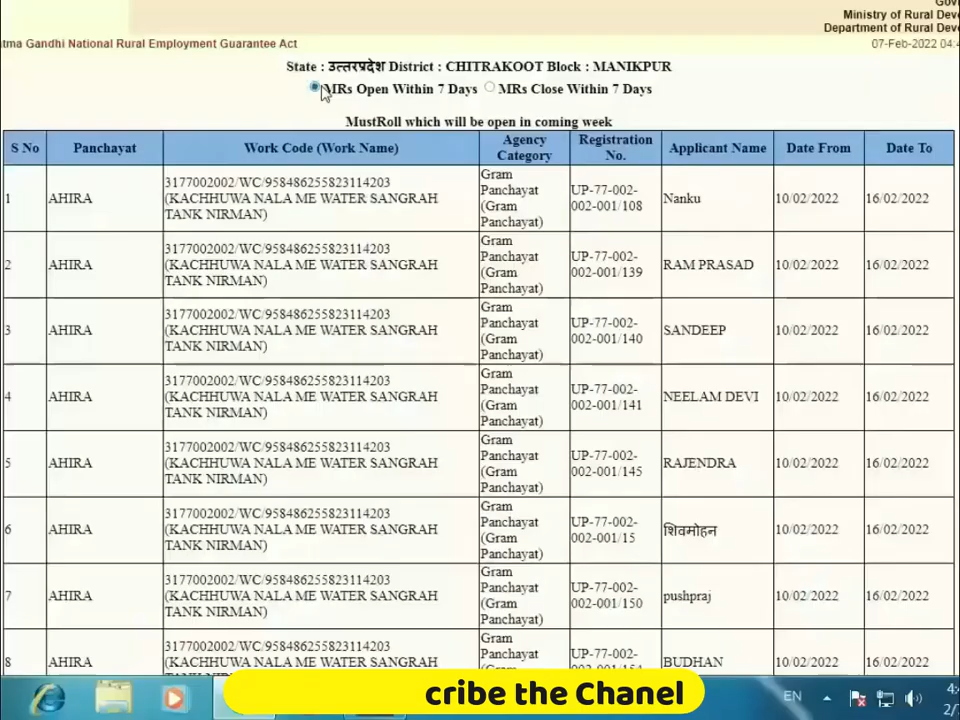 Gov
Ministry of Rural Deve
Department of Rural Deve
tma Gandhi National Rural Employment Guarantee Act
07-Feb-2022 04:4
State : उत्तरप्रदेश District : CHITRAKOOT Block : MANIKPUR
MRs Open Within 7 Days MRs Close Within 7 Days
MustRoll which will be open in coming week
S No Panchayat Work Code (Work Name) Agency Category Registration No. Applicant Name Date From Date To
1 AHIRA 3177002002/WC/958486255823114203 (KACHHUWA NALA ME WATER SANGRAH TANK NIRMAN) Gram Panchayat (Gram Panchayat) UP-77-002-002-001/108 Nanku 10/02/2022 16/02/2022
2 AHIRA 3177002002/WC/958486255823114203 (KACHHUWA NALA ME WATER SANGRAH TANK NIRMAN) Gram Panchayat (Gram Panchayat) UP-77-002-002-001/139 RAM PRASAD 10/02/2022 16/02/2022
3 AHIRA 3177002002/WC/958486255823114203 (KACHHUWA NALA ME WATER SANGRAH TANK NIRMAN) Gram Panchayat (Gram Panchayat) UP-77-002-002-001/140 SANDEEP 10/02/2022 16/02/2022
4 AHIRA 3177002002/WC/958486255823114203 (KACHHUWA NALA ME WATER SANGRAH TANK NIRMAN) Gram Panchayat (Gram Panchayat) UP-77-002-002-001/141 NEELAM DEVI 10/02/2022 16/02/2022
5 AHIRA 3177002002/WC/958486255823114203 (KACHHUWA NALA ME WATER SANGRAH TANK NIRMAN) Gram Panchayat (Gram Panchayat) UP-77-002-002-001/145 RAJENDRA 10/02/2022 16/02/2022
6 AHIRA 3177002002/WC/958486255823114203 (KACHHUWA NALA ME WATER SANGRAH TANK NIRMAN) Gram Panchayat (Gram Panchayat) UP-77-002-002-001/15 शिवमोहन 10/02/2022 16/02/2022
7 AHIRA 3177002002/WC/958486255823114203 (KACHHUWA NALA ME WATER SANGRAH TANK NIRMAN) Gram Panchayat (Gram Panchayat) UP-77-002-002-001/150 pushpraj 10/02/2022 16/02/2022
8 AHIRA 3177002002/WC/958486255823114203 (KACHHUWA NALA ME WATER SANGRAH Gram Panchayat UP-77-002- BUDHAN 10/02/2022 16/02/2022
cribe the Chanel
EN
4:
2/